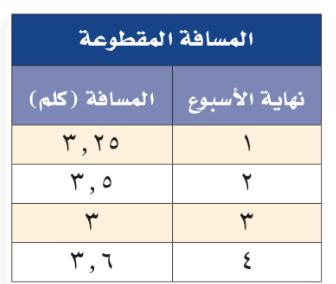 المسافة المقطوعة
نهاية الأسبوع المسافة (كلم)
١ ٣,٢٥
٢ ٣,٥
٣ ٣
٤ ٣,٦